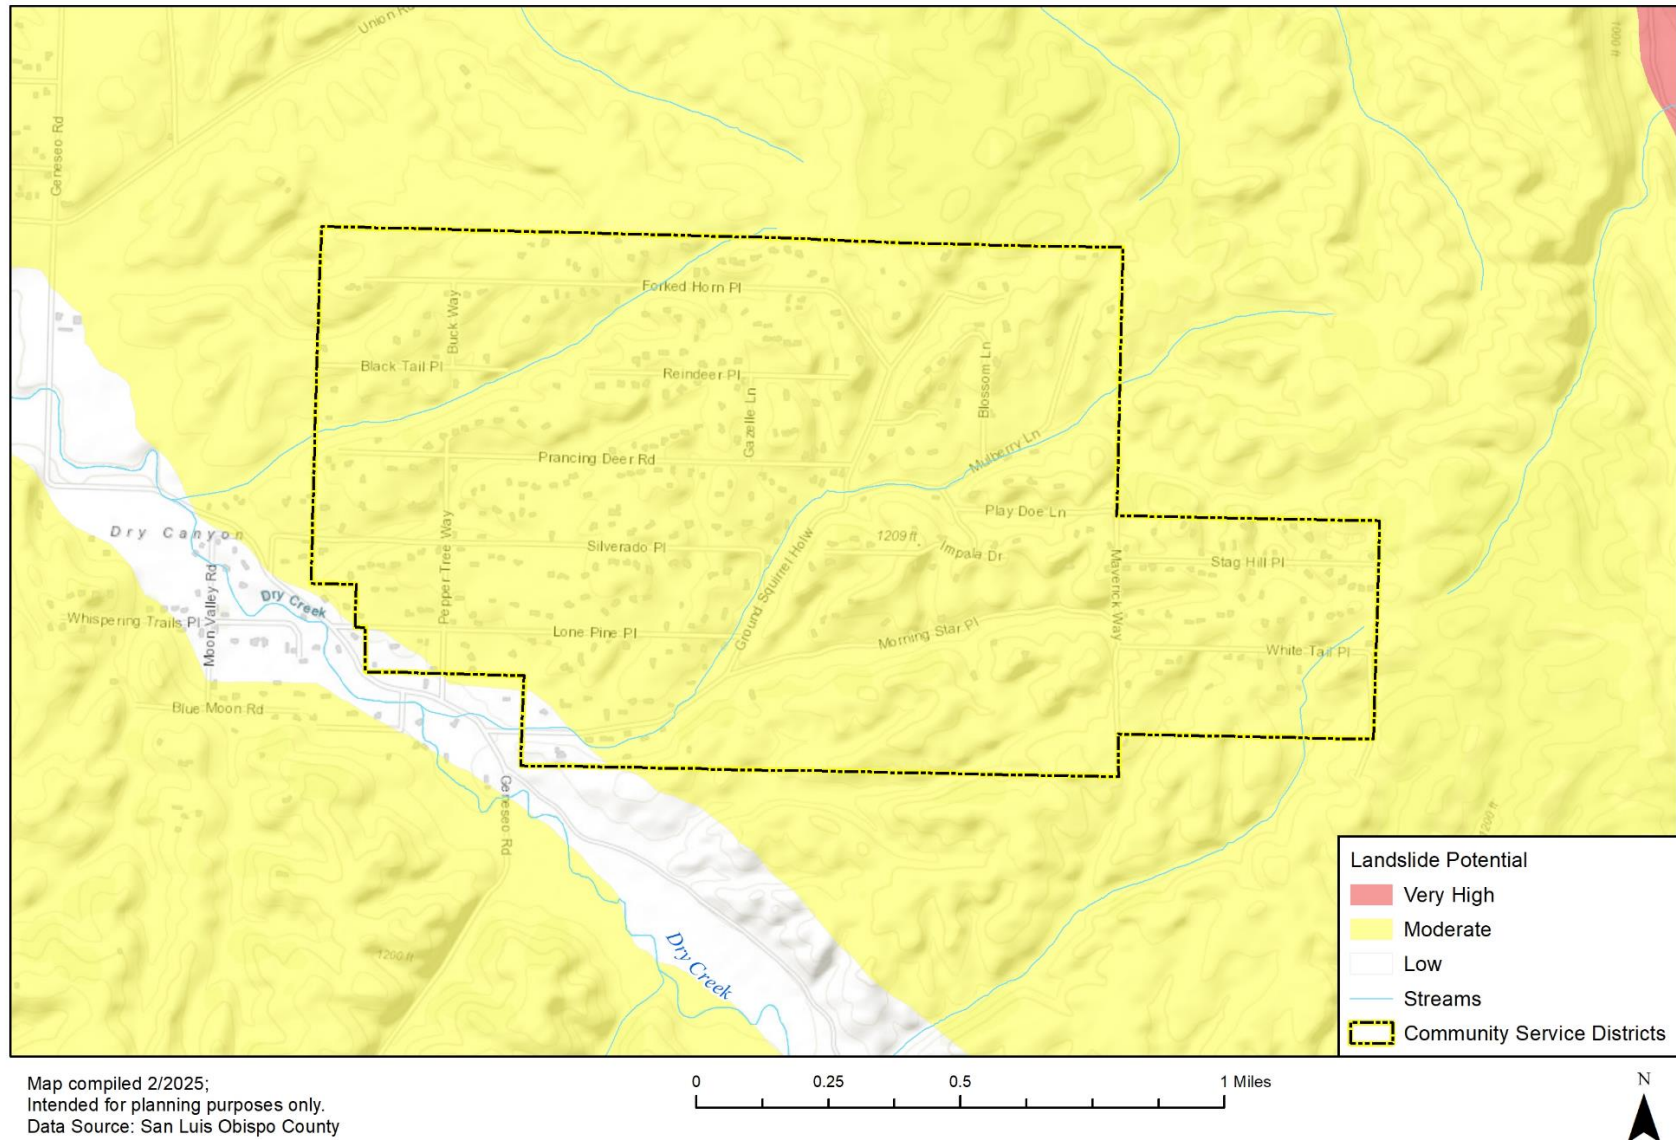 Union Rd
1000 ft
Geneseo Rd
Forked Horn Pl
Buck Way
Black Tail Pl
Reindeer Pl
Blossom Ln
Gazelle Ln
Mulberry Ln
Prancing Deer Rd
Play Doe Ln
Dry Canyon
Pepper Tree Way
Silverado Pl
1209 ft
Impala Dr
Stag Hill Pl
Maverick Way
Ground Squirrel Holw
Moon Valley Rd
Dry Creek
Whispering Trails Pl
Lone Pine Pl
Morning Star Pl
White Tail Pl
Blue Moon Rd
Geneseo Rd
1200 ft
1200 ft
Dry Creek
Landslide Potential
Very High
Moderate
Low
Streams
Community Service Districts
Map compiled 2/2025;
Intended for planning purposes only.
Data Source: San Luis Obispo County
0 0.25 0.5 1 Miles
N